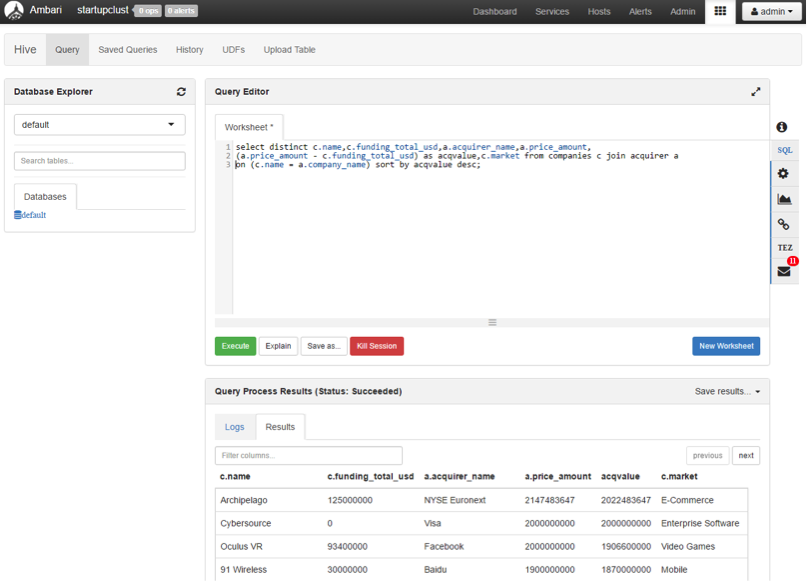 Ambari startupclust 0 ops 0 alerts Dashboard Services Hosts Alerts Admin admin
Hive Query Saved Queries History UDFs Upload Table
Database Explorer
default
Search tables...
Databases
default
Query Editor
Worksheet *
1 select distinct c.name,c.funding_total_usd,a.acquirer_name,a.price_amount,
2 (a.price_amount - c.funding_total_usd) as acqvalue,c.market from companies c join acquirer a
3 on (c.name = a.company_name) sort by acqvalue desc;
SQL
TEZ
11
Execute Explain Save as... Kill Session New Worksheet
Query Process Results (Status: Succeeded) Save results...
Logs Results
Filter columns... previous next
c.name c.funding_total_usd a.acquirer_name a.price_amount acqvalue c.market
Archipelago 125000000 NYSE Euronext 2147483647 2022483647 E-Commerce
Cybersource 0 Visa 2000000000 2000000000 Enterprise Software
Oculus VR 93400000 Facebook 2000000000 1906600000 Video Games
91 Wireless 30000000 Baidu 1900000000 1870000000 Mobile